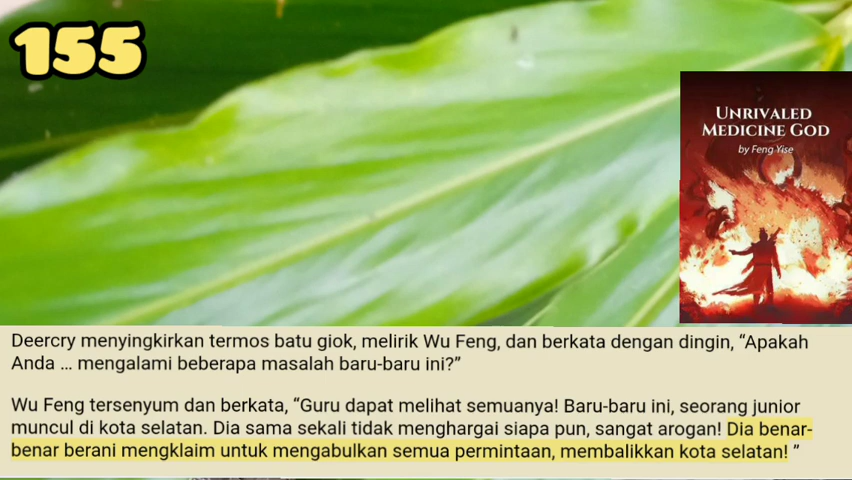 155
UNRIVALED
MEDICINE GOD
by Feng Yise
Deercry menyingkirkan termos batu giok, melirik Wu Feng, dan berkata dengan dingin, “Apakah
Anda ... mengalami beberapa masalah baru-baru ini?”
Wu Feng tersenyum dan berkata, “Guru dapat melihat semuanya! Baru-baru ini, seorang junior
muncul di kota selatan. Dia sama sekali tidak menghargai siapa pun, sangat arogan! Dia benar-
benar berani mengklaim untuk mengabulkan semua permintaan, membalikkan kota selatan! ”